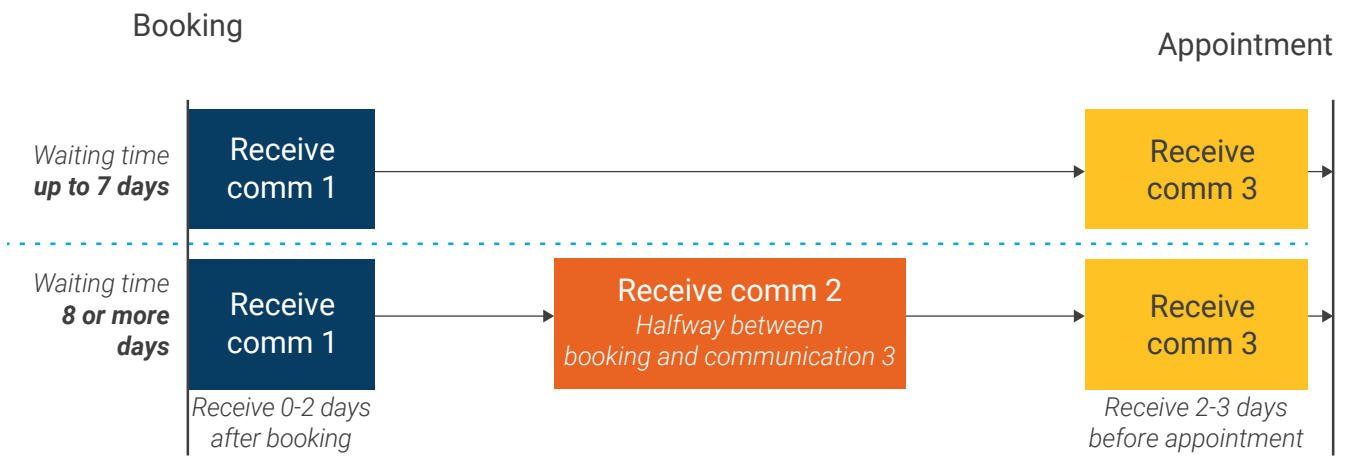 Booking
Appointment
Waiting time
up to 7 days
Receive
comm 1
Receive
comm 3
Waiting time
8 or more
days
Receive
comm 1
Receive comm 2
Halfway between
booking and communication 3
Receive
comm 3
Receive 0-2 days
after booking
Receive 2-3 days
before appointment